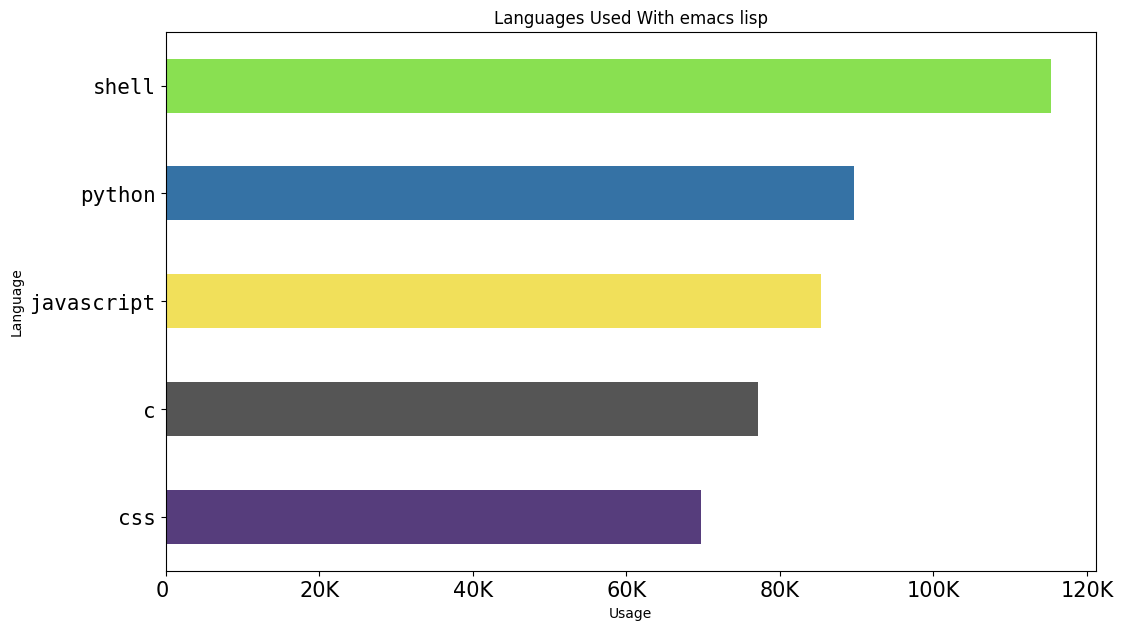 Languages Used With emacs lisp
shell
python
javascript
c
css
Language
0 20K 40K 60K 80K 100K 120K
Usage